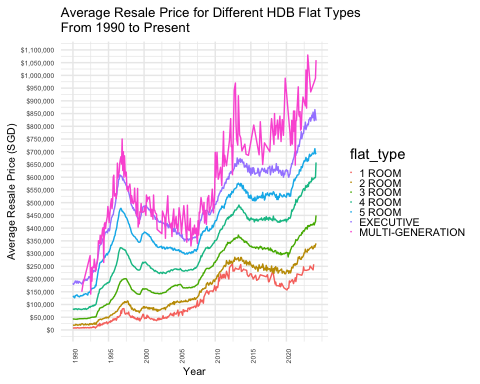 Average Resale Price for Different HDB Flat Types
From 1990 to Present
$1,100,000
$1,050,000
$1,000,000
$950,000
$900,000
$850,000
$800,000
$750,000
$700,000
$650,000
$600,000
$550,000
$500,000
$450,000
$400,000
$350,000
$300,000
$250,000
$200,000
$150,000
$100,000
$50,000
$0
Average Resale Price (SGD)
1990
1995
2000
2005
2010
2015
2020
Year
flat_type
1 ROOM
2 ROOM
3 ROOM
4 ROOM
5 ROOM
EXECUTIVE
MULTI-GENERATION